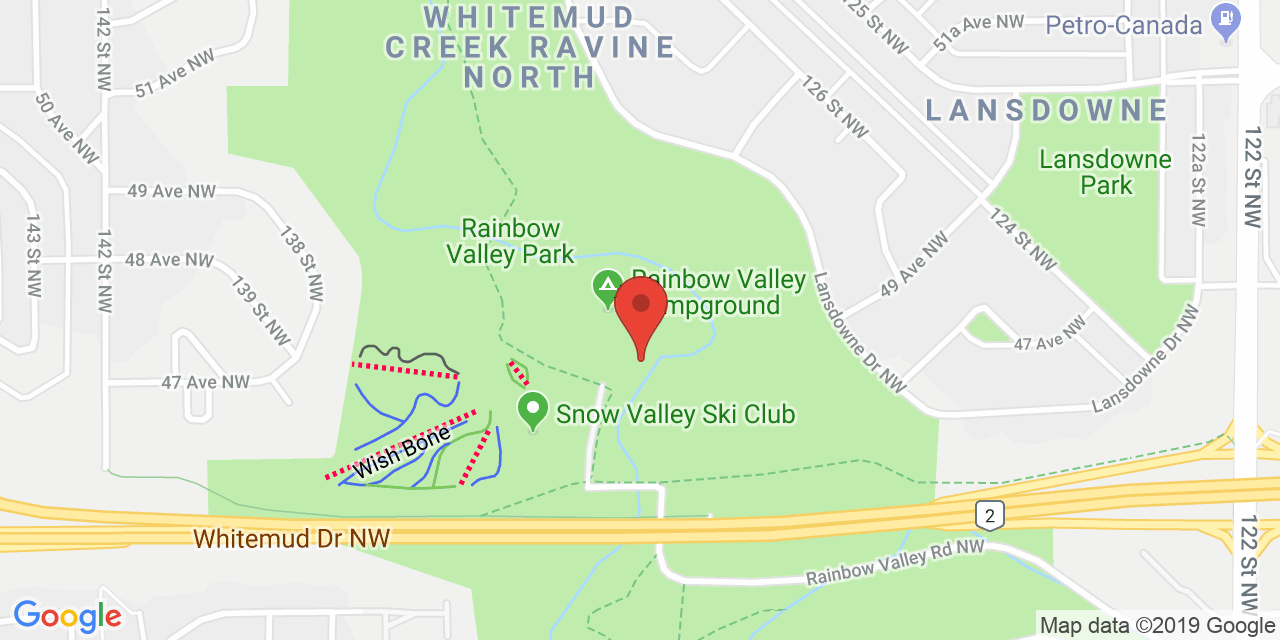 WHITEMUD
CREEK RAVINE
NORTH
142 St NW
51 Ave NW
50 Ave NW
49 Ave NW
143 St NW
142 St NW
48 Ave NW
138 St NW
139 St NW
47 Ave NW
125 St NW
51a Ave NW
Petro-Canada
126 St NW
LANSDOWNE
Lansdowne
Park
122a St NW
122 St NW
124 St NW
49 Ave NW
Lansdowne Dr NW
47 Ave NW
Lansdowne Dr NW
Rainbow
Valley Park
Rainbow Valley
mpground
Snow Valley Ski Club
Wish Bone
Whitemud Dr NW
2
Rainbow Valley Rd NW
122 St NW
Google
Map data ©2019 Google